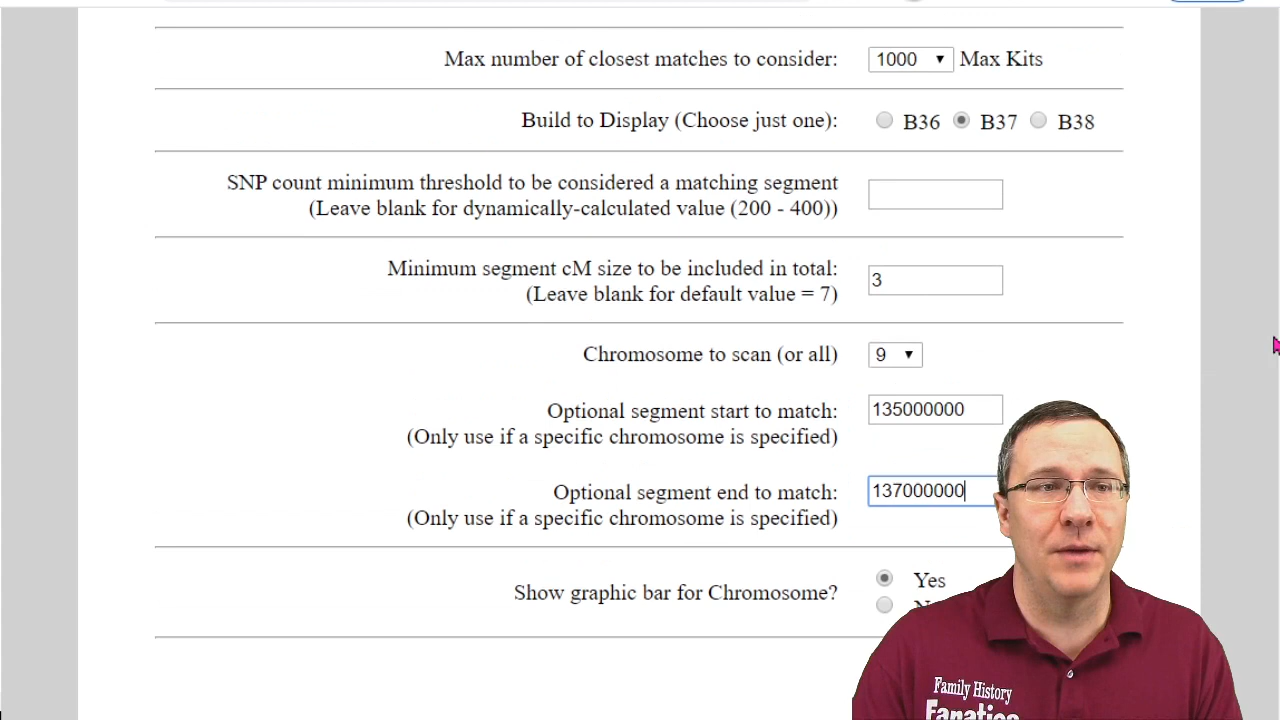 Max number of closest matches to consider: 1000 Max Kits
Build to Display (Choose just one): B36 B37 B38
SNP count minimum threshold to be considered a matching segment
(Leave blank for dynamically-calculated value (200 - 400))
Minimum segment cM size to be included in total:
3
(Leave blank for default value = 7)
Chromosome to scan (or all) 9
Optional segment start to match: 135000000
(Only use if a specific chromosome is specified)
Optional segment end to match: 137000000
(Only use if a specific chromosome is specified)
Show graphic bar for Chromosome? Yes
Family History
Fanatics